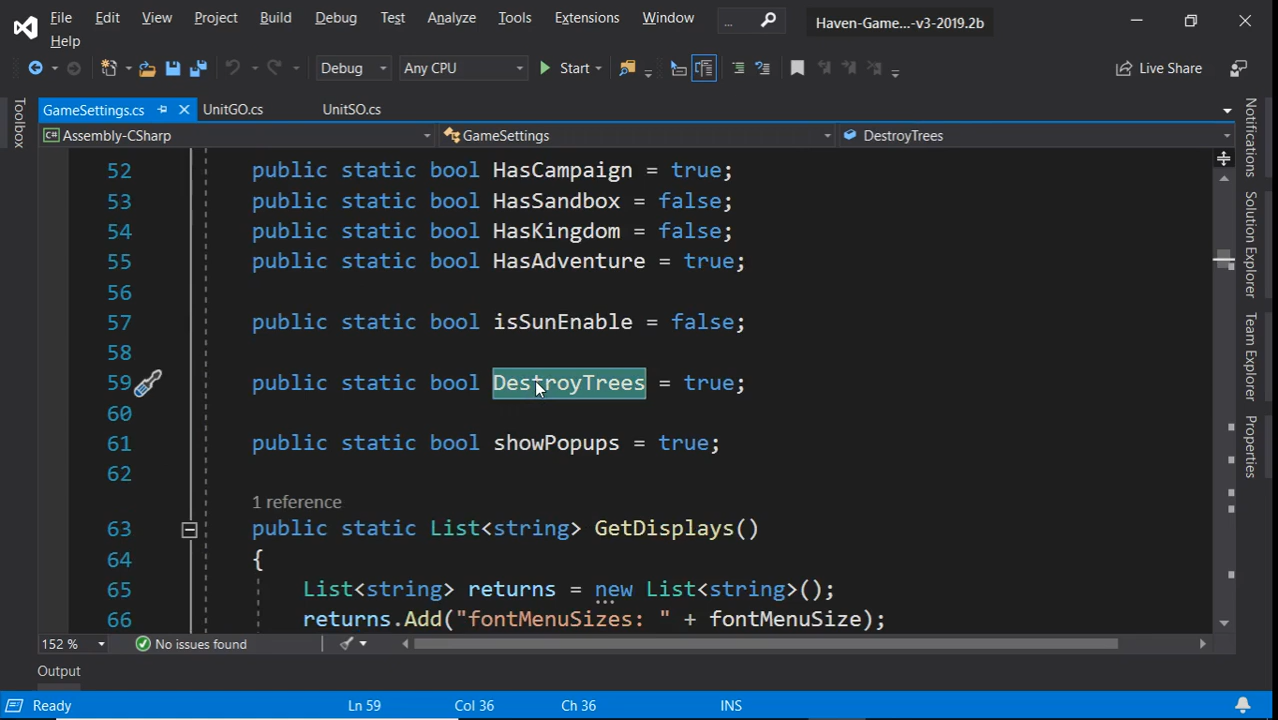 File Edit View Project Build Debug Test Analyze Tools Extensions Window ... Haven-Game...-v3-2019.2b
Help
Debug Any CPU Start Live Share
GameSettings.cs UnitGO.cs UnitSO.cs
C# Assembly-CSharp GameSettings DestroyTrees
Toolbox
52 public static bool HasCampaign = true;
53 public static bool HasSandbox = false;
54 public static bool HasKingdom = false;
55 public static bool HasAdventure = true;
56
57 public static bool isSunEnable = false;
58
59 public static bool DestroyTrees = true;
60
61 public static bool showPopups = true;
62
1 reference
63 public static List<string> GetDisplays()
64 {
65 List<string> returns = new List<string>();
66 returns.Add("fontMenuSizes: " + fontMenuSize);
Notifications
Solution Explorer
Team Explorer
Properties
152 % No issues found
Output
Ready Ln 59 Col 36 Ch 36 INS